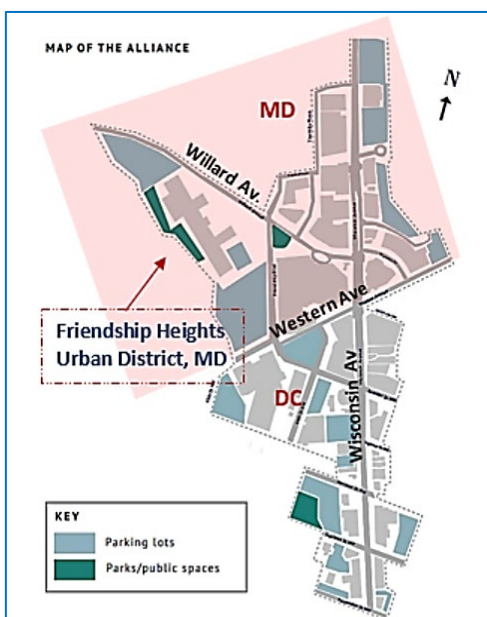 MAP OF THE ALLIANCE
N
MD
Willard Av.
Western Ave
Friendship Heights
Urban District, MD
DC
Wisconsin Av
KEY
Parking lots
Parks/public spaces